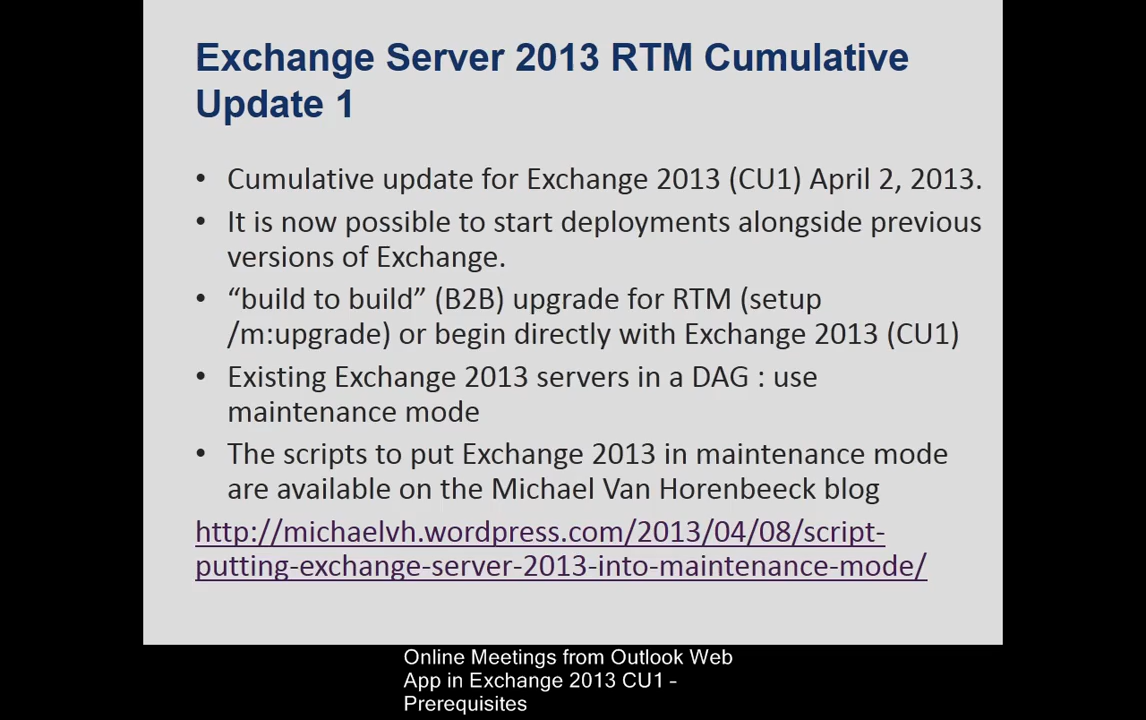 Exchange Server 2013 RTM Cumulative
Update 1
• Cumulative update for Exchange 2013 (CU1) April 2, 2013.
• It is now possible to start deployments alongside previous
versions of Exchange.
• “build to build” (B2B) upgrade for RTM (setup
/m:upgrade) or begin directly with Exchange 2013 (CU1)
• Existing Exchange 2013 servers in a DAG : use
maintenance mode
• The scripts to put Exchange 2013 in maintenance mode
are available on the Michael Van Horenbeeck blog
http://michaelvh.wordpress.com/2013/04/08/script-
putting-exchange-server-2013-into-maintenance-mode/
Online Meetings from Outlook Web
App in Exchange 2013 CU1 –
Prerequisites